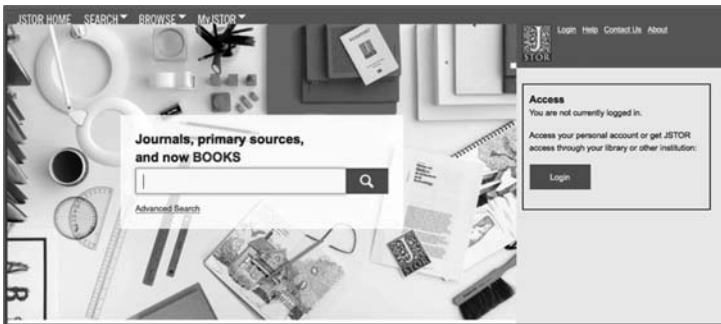 JSTOR HOME SEARCH BROWSE MyJSTOR
Login Help Contact Us About
J
STOR
PASSPORT
Journals, primary sources,
and now BOOKS
Advanced Search
Access
You are not currently logged in.
Access your personal account or get JSTOR
access through your library or other institution:
Login